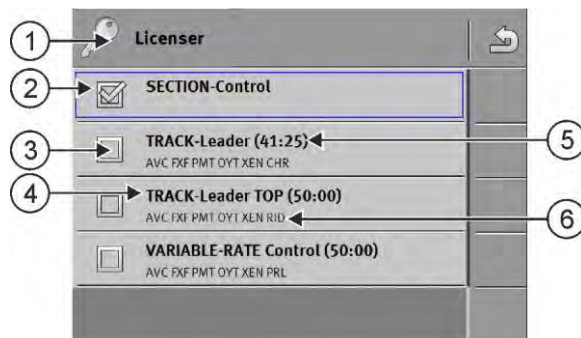 Licenser
SECTION-Control
TRACK-Leader (41:25)
AVC FXF PMT OYT XEN CHR
TRACK-Leader TOP (50:00)
AVC FXF PMT OYT XEN RID
VARIABLE-RATE Control (50:00)
AVC FXF PMT OYT XEN PRL
1
2
3
4
5
6